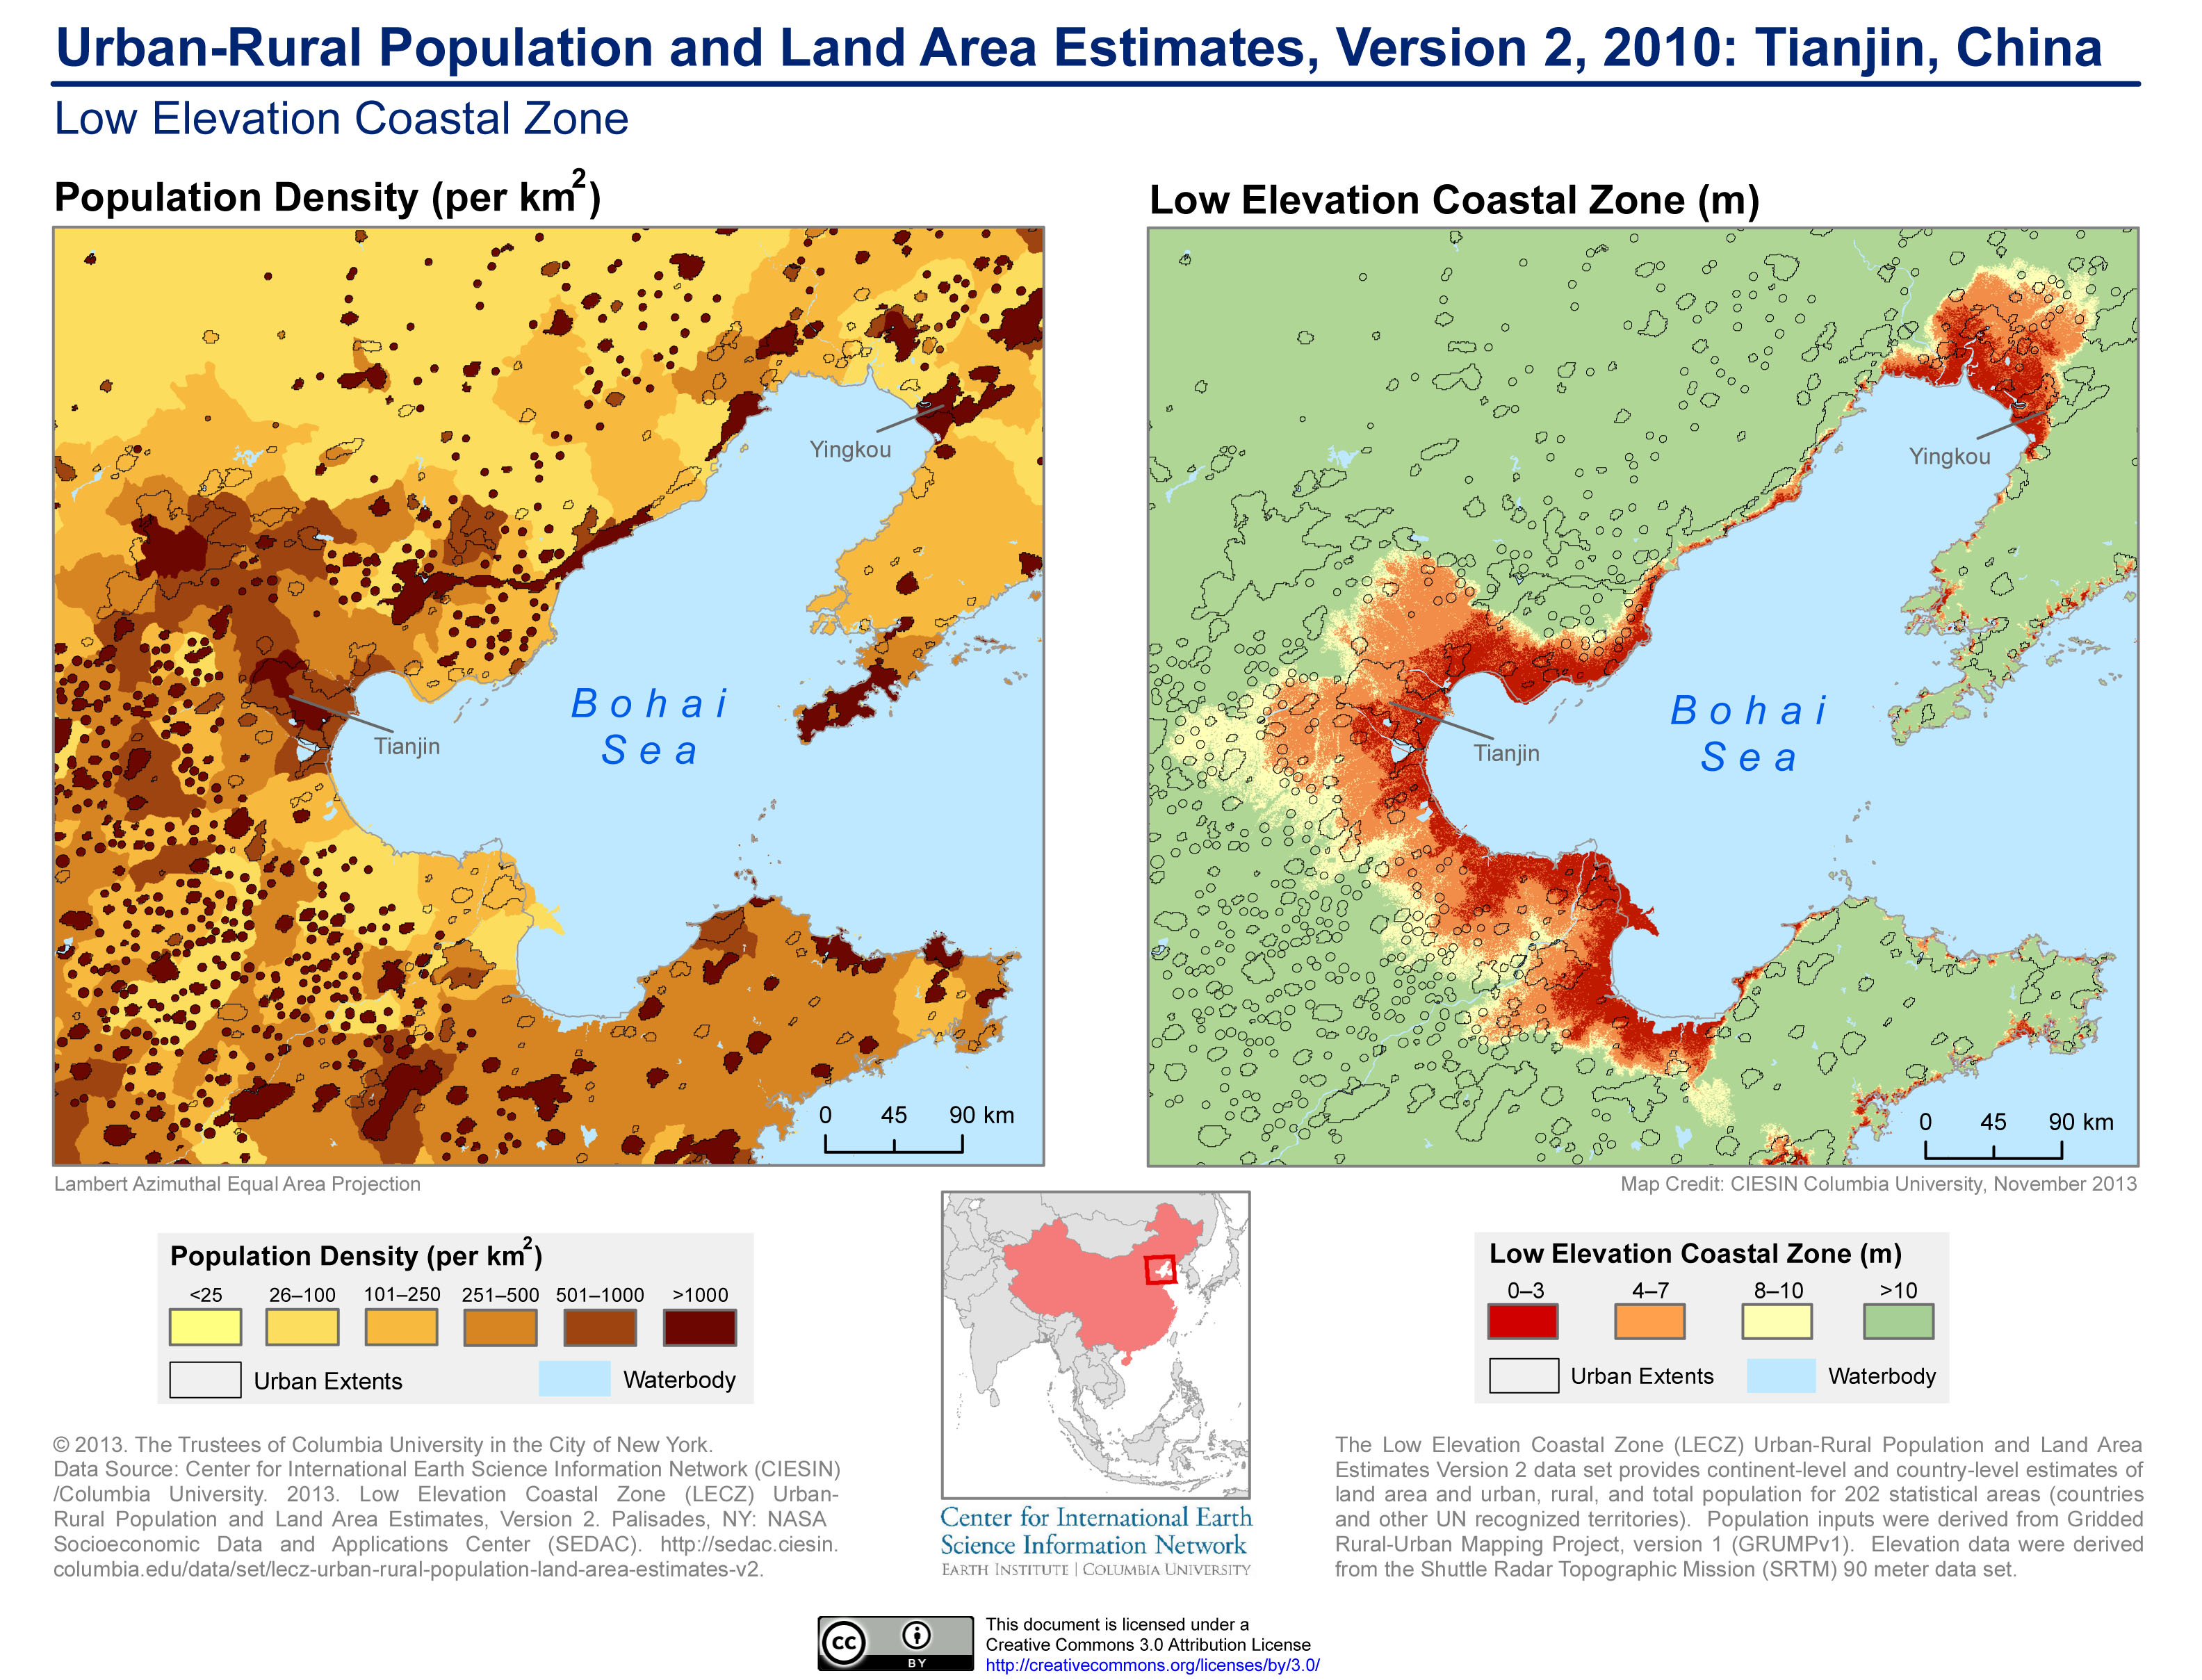 Urban-Rural Population and Land Area Estimates, Version 2, 2010: Tianjin, China
Low Elevation Coastal Zone
Population Density (per km²)
Yingkou
Bohai
Sea
Tianjin
0 45 90 km
Lambert Azimuthal Equal Area Projection
Low Elevation Coastal Zone (m)
Yingkou
Bohai
Sea
Tianjin
0 45 90 km
Map Credit: CIESIN Columbia University, November 2013
Population Density (per km²)
<25 26–100 101–250 251–500 501–1000 >1000
Urban Extents Waterbody
Low Elevation Coastal Zone (m)
0–3 4–7 8–10 >10
Urban Extents Waterbody
© 2013. The Trustees of Columbia University in the City of New York.
Data Source: Center for International Earth Science Information Network (CIESIN)
/Columbia University. 2013. Low Elevation Coastal Zone (LECZ) Urban-
Rural Population and Land Area Estimates, Version 2. Palisades, NY: NASA
Socioeconomic Data and Applications Center (SEDAC). http://sedac.ciesin.
columbia.edu/data/set/lecz-urban-rural-population-land-area-estimates-v2.
Center for International Earth
Science Information Network
EARTH INSTITUTE | COLUMBIA UNIVERSITY
The Low Elevation Coastal Zone (LECZ) Urban-Rural Population and Land Area
Estimates Version 2 data set provides continent-level and country-level estimates of
land area and urban, rural, and total population for 202 statistical areas (countries
and other UN recognized territories). Population inputs were derived from Gridded
Rural-Urban Mapping Project, version 1 (GRUMPv1). Elevation data were derived
from the Shuttle Radar Topographic Mission (SRTM) 90 meter data set.
cc
BY
This document is licensed under a
Creative Commons 3.0 Attribution License
http://creativecommons.org/licenses/by/3.0/